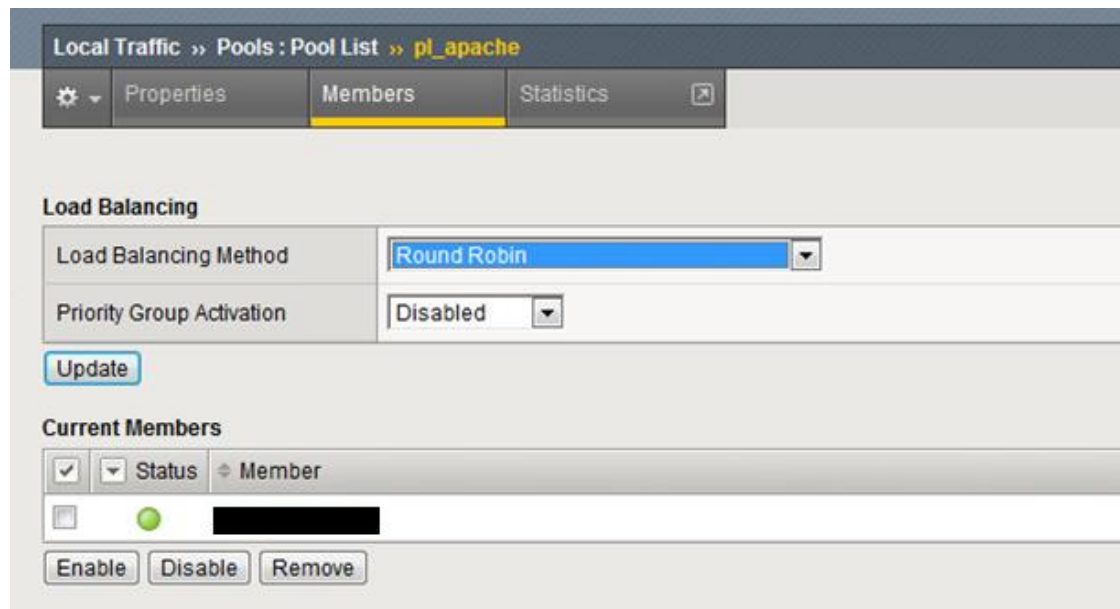 Local Traffic ›› Pools : Pool List ›› pl_apache
Properties Members Statistics
Load Balancing
Load Balancing Method Round Robin
Priority Group Activation Disabled
Update
Current Members
Status Member
Enable Disable Remove